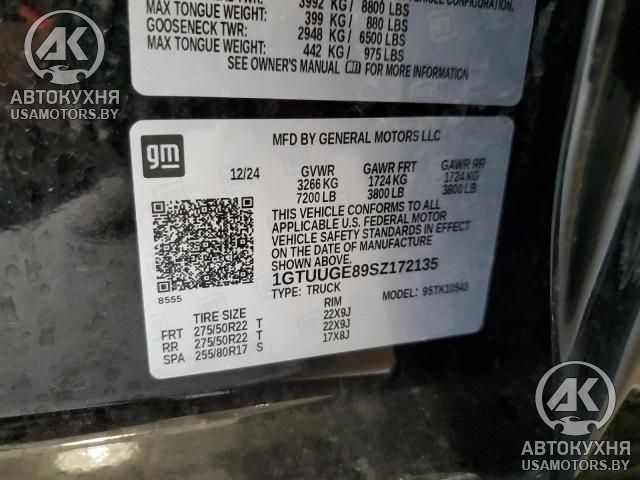 3992 KG/ 8800 LBS
MAX TONGUE WEIGHT: 399 KG/ 880 LBS
GOOSENECK TWR: 2948 KG/ 6500 LBS
MAX TONGUE WEIGHT: 442 KG/ 975 LBS
SEE OWNER'S MANUAL gm FOR MORE INFORMATION
AK
АВТОКУХНЯ
USAMOTORS.BY
gm
MFD BY GENERAL MOTORS LLC
12/24 GVWR GAWR FRT GAWR RR
3266 KG 1724 KG 1724 KG
7200 LB 3800 LB 3800 LB
THIS VEHICLE CONFORMS TO ALL
APPLICABLE U.S. FEDERAL MOTOR
VEHICLE SAFETY STANDARDS IN EFFECT
ON THE DATE OF MANUFACTURE
SHOWN ABOVE.
1GTUUGE89SZ172135
TYPE: TRUCK MODEL: 95TK10543
8555
TIRE SIZE RIM
FRT 275/50R22 T 22X9J
RR 275/50R22 T 22X9J
SPA 255/80R17 S 17X8J
AK
АВТОКУХНЯ
USAMOTORS.BY